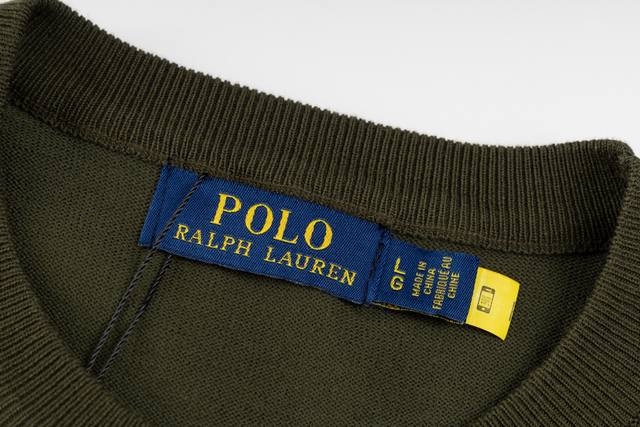 POLO
RALPH LAUREN
L
G
MADE IN
CHINA
FABRIQUÉ AU
CHINE